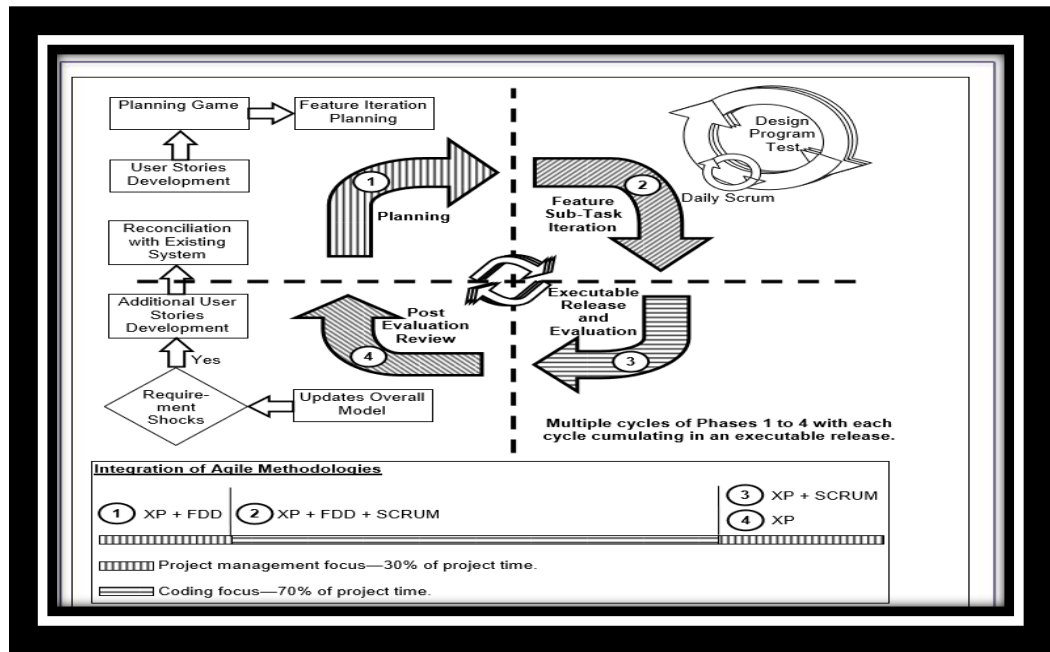 Planning Game
Feature Iteration
Planning
User Stories
Development
1
Planning
2
Feature
Sub-Task
Iteration
Design
Program
Test
Daily Scrum
Reconciliation
with Existing
System
Additional User
Stories
Development
Yes
Require-
ment
Shocks
Updates Overall
Model
Post
Evaluation
Review
4
Executable
Release
and
Evaluation
3
Multiple cycles of Phases 1 to 4 with each
cycle cumulating in an executable release.
Integration of Agile Methodologies
1 XP + FDD
2 XP + FDD + SCRUM
3 XP + SCRUM
4 XP
Project management focus—30% of project time.
Coding focus—70% of project time.